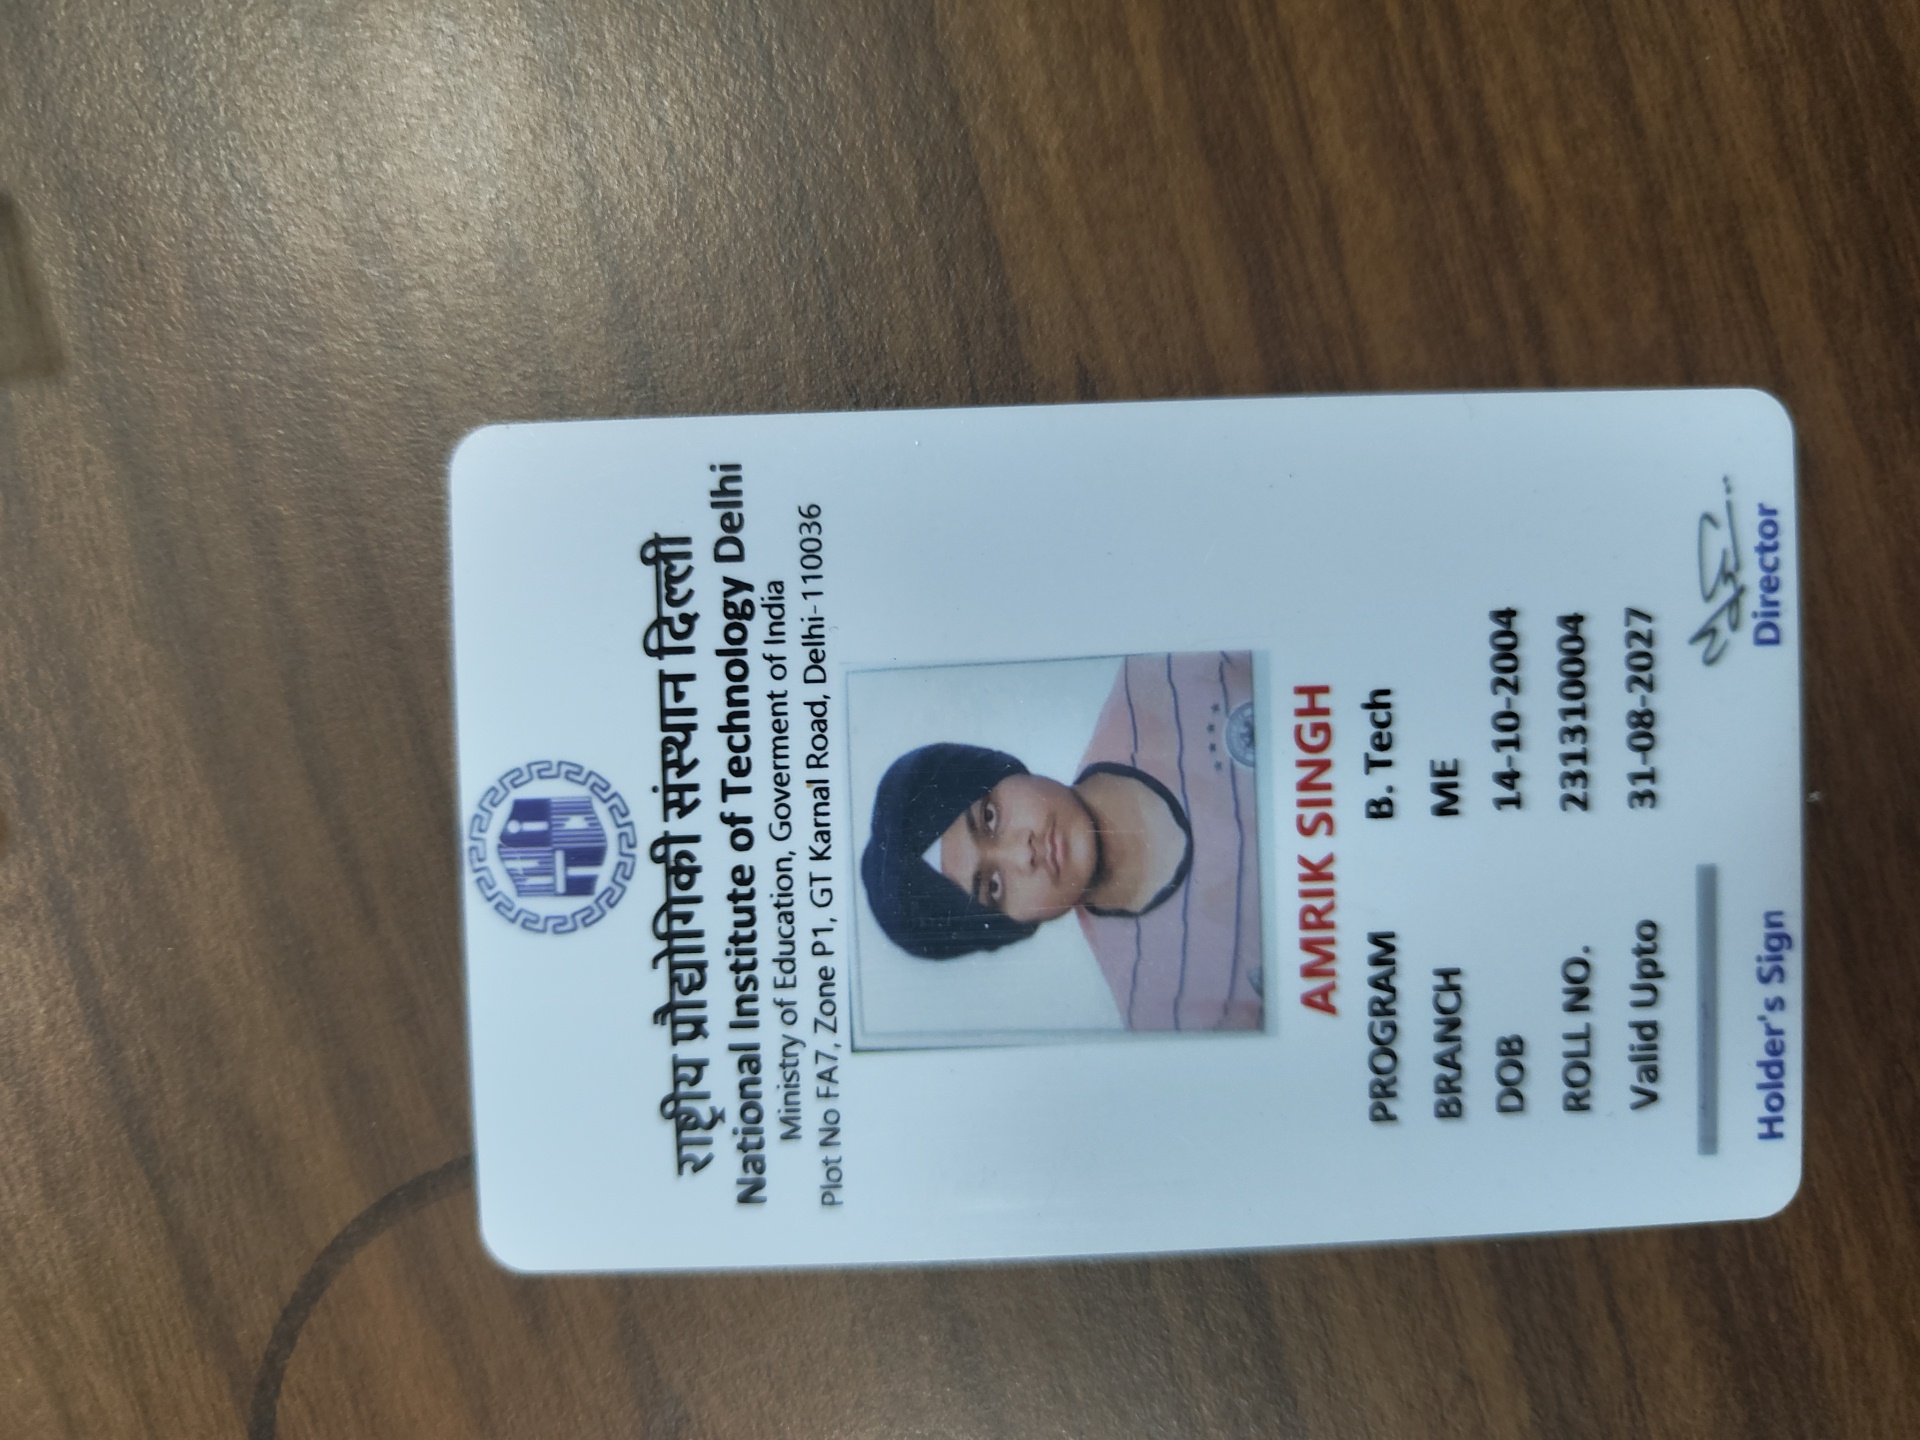 राष्ट्रीय प्रौद्योगिकी संस्थान दिल्ली
National Institute of Technology Delhi
Ministry of Education, Goverment of India
Plot No FA7, Zone P1, GT Karnal Road, Delhi-110036
AMRIK SINGH
PROGRAM B. Tech
BRANCH ME
DOB 14-10-2004
ROLL NO. 231310004
Valid Upto 31-08-2027
Holder's Sign Director